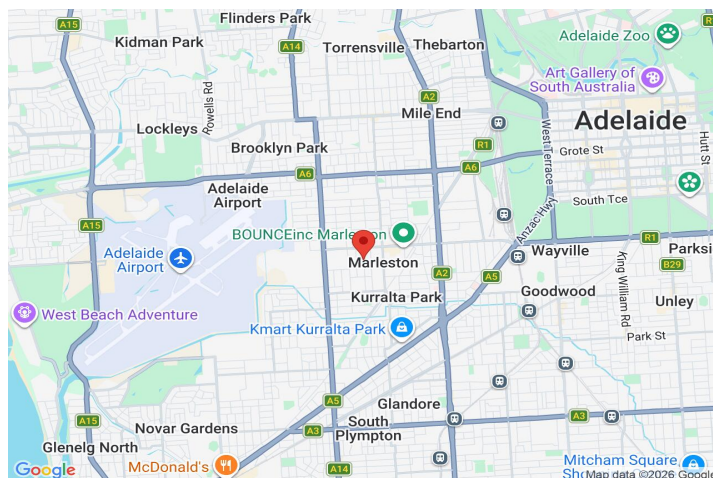 A15
Flinders Park
Kidman Park
A14
Torrensville
Thebarton
Adelaide Zoo
R
Art Gallery of
South Australia
Rowells Rd
A2
Mile End
Lockleys
Adelaide
Hutt St
West Terrace
Brooklyn Park
R1
Grote St
A6
A6
Adelaide
Airport
South Tce
A15
BOUNCEinc Marleston
Anzac Hwy
R1
Adelaide
Airport
Marleston
Wayville
Parksi
A2
A5
B29
King William Rd
Kurralta Park
Goodwood
Unley
West Beach Adventure
Kmart Kurralta Park
Park St
A5
Glandore
A15
Novar Gardens
South
Plympton
A3
A3
Glenelg North
McDonald's
A14
Mitcham Square
Google
Map data ©2026 Google